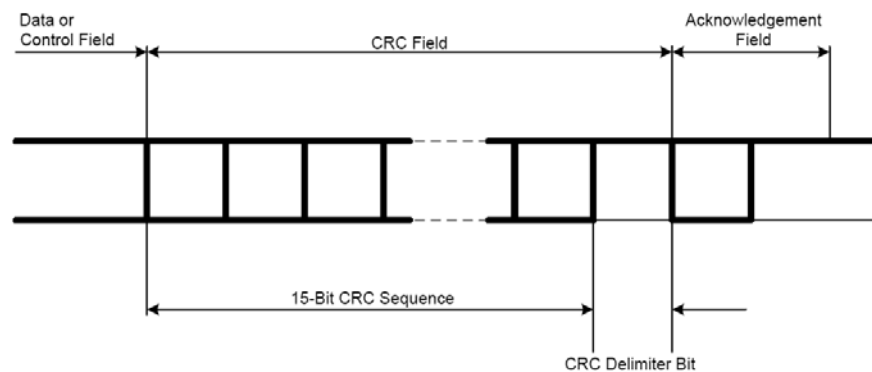 Data or
Control Field
CRC Field
Acknowledgement
Field
15-Bit CRC Sequence
CRC Delimiter Bit